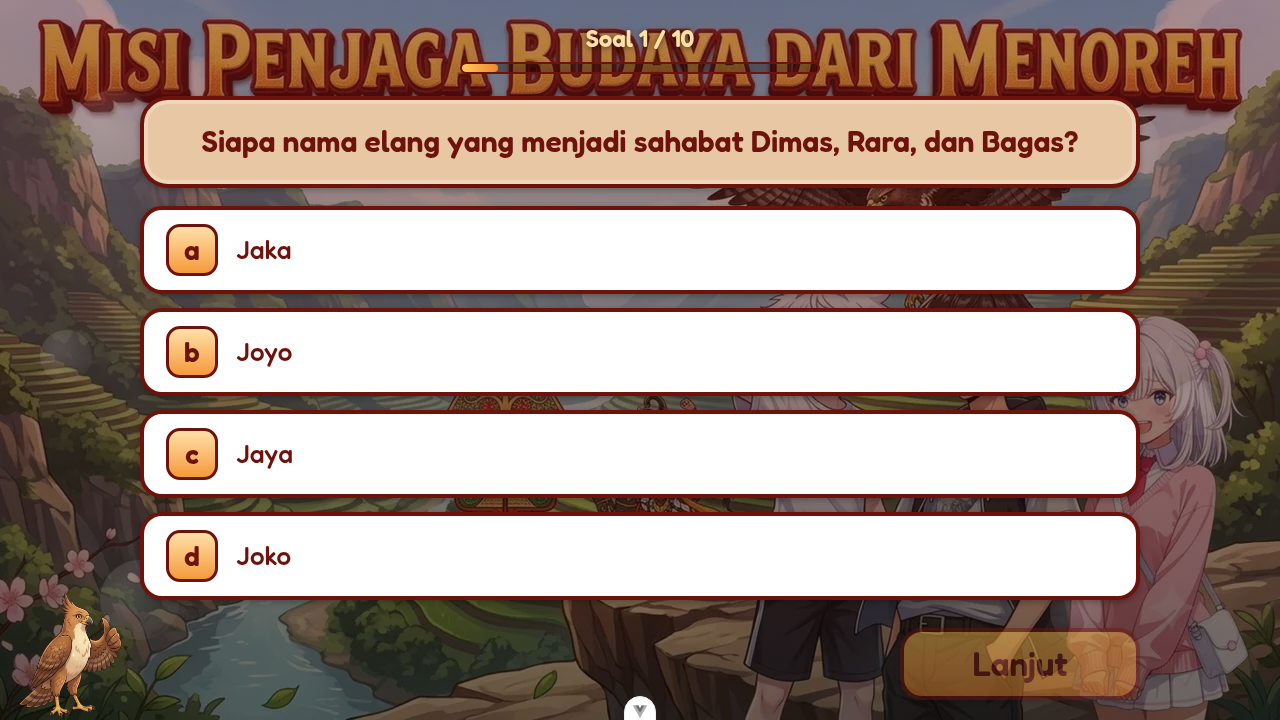 MISI PENJAGA BUDAYA DARI MENOREH
Soal 1 / 10
Siapa nama elang yang menjadi sahabat Dimas, Rara, dan Bagas?
a Jaka
b Joyo
c Jaya
d Joko
Lanjut